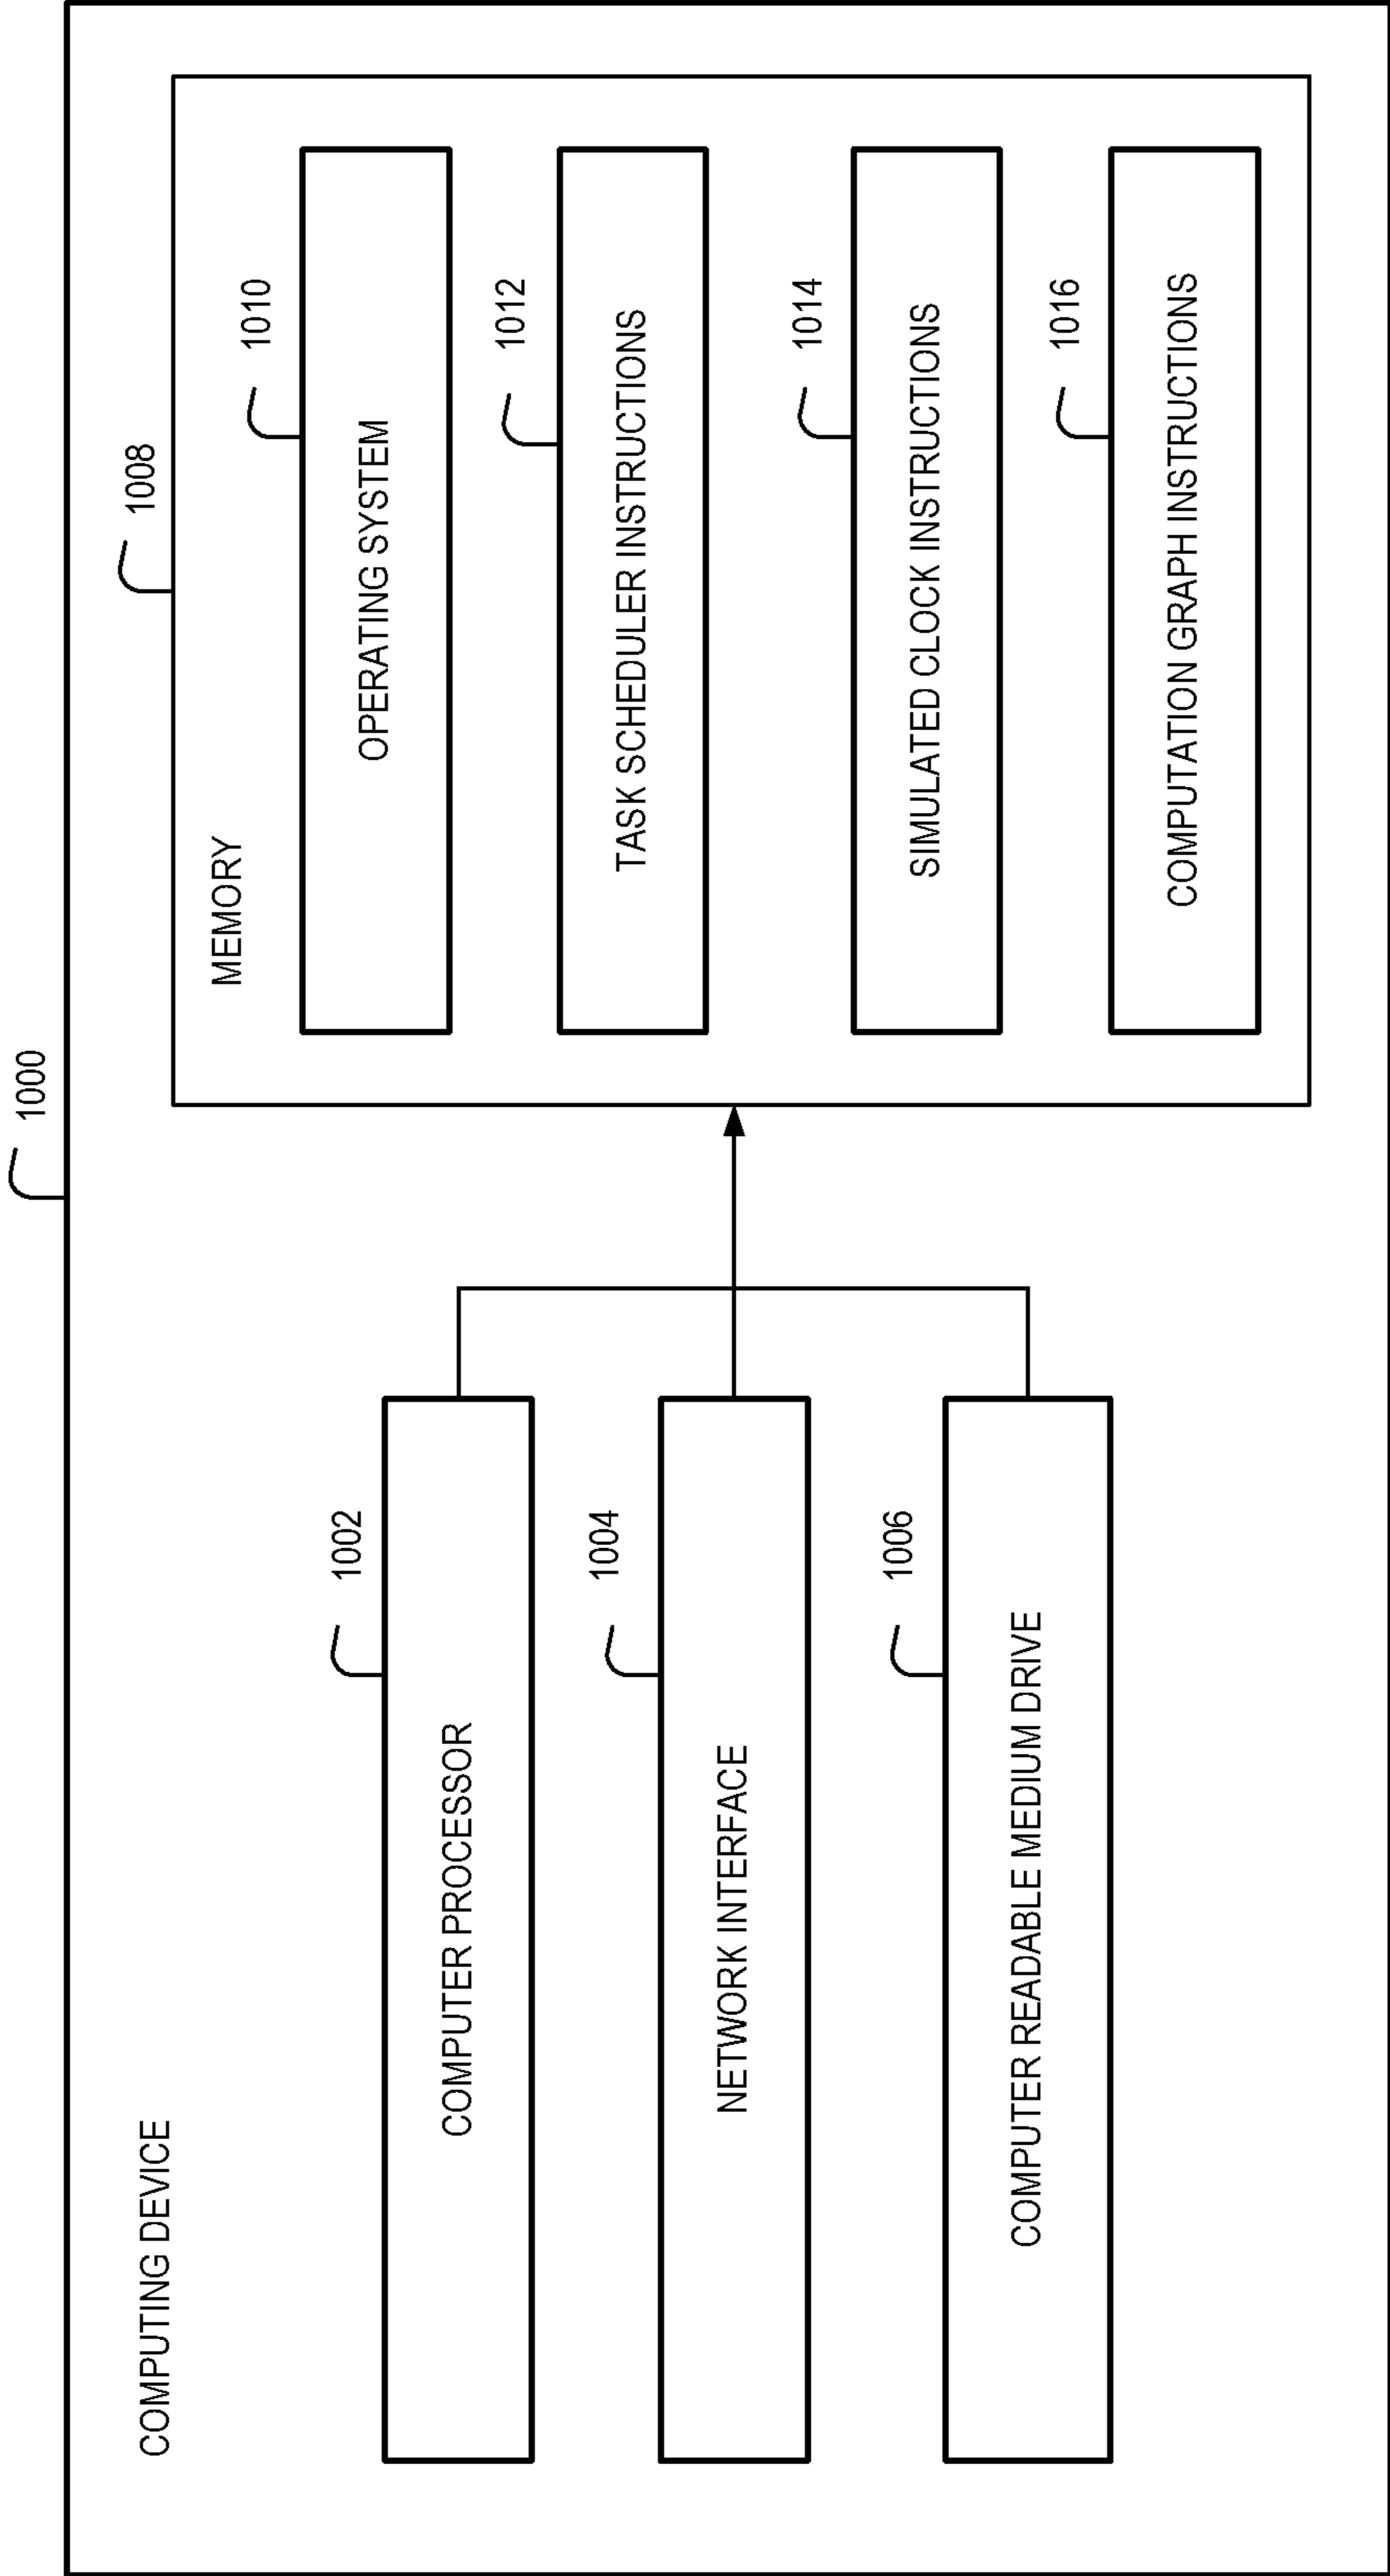 1000
COMPUTING DEVICE
1002
COMPUTER PROCESSOR
1004
NETWORK INTERFACE
1006
COMPUTER READABLE MEDIUM DRIVE
1008
MEMORY
1010
OPERATING SYSTEM
1012
TASK SCHEDULER INSTRUCTIONS
1014
SIMULATED CLOCK INSTRUCTIONS
1016
COMPUTATION GRAPH INSTRUCTIONS